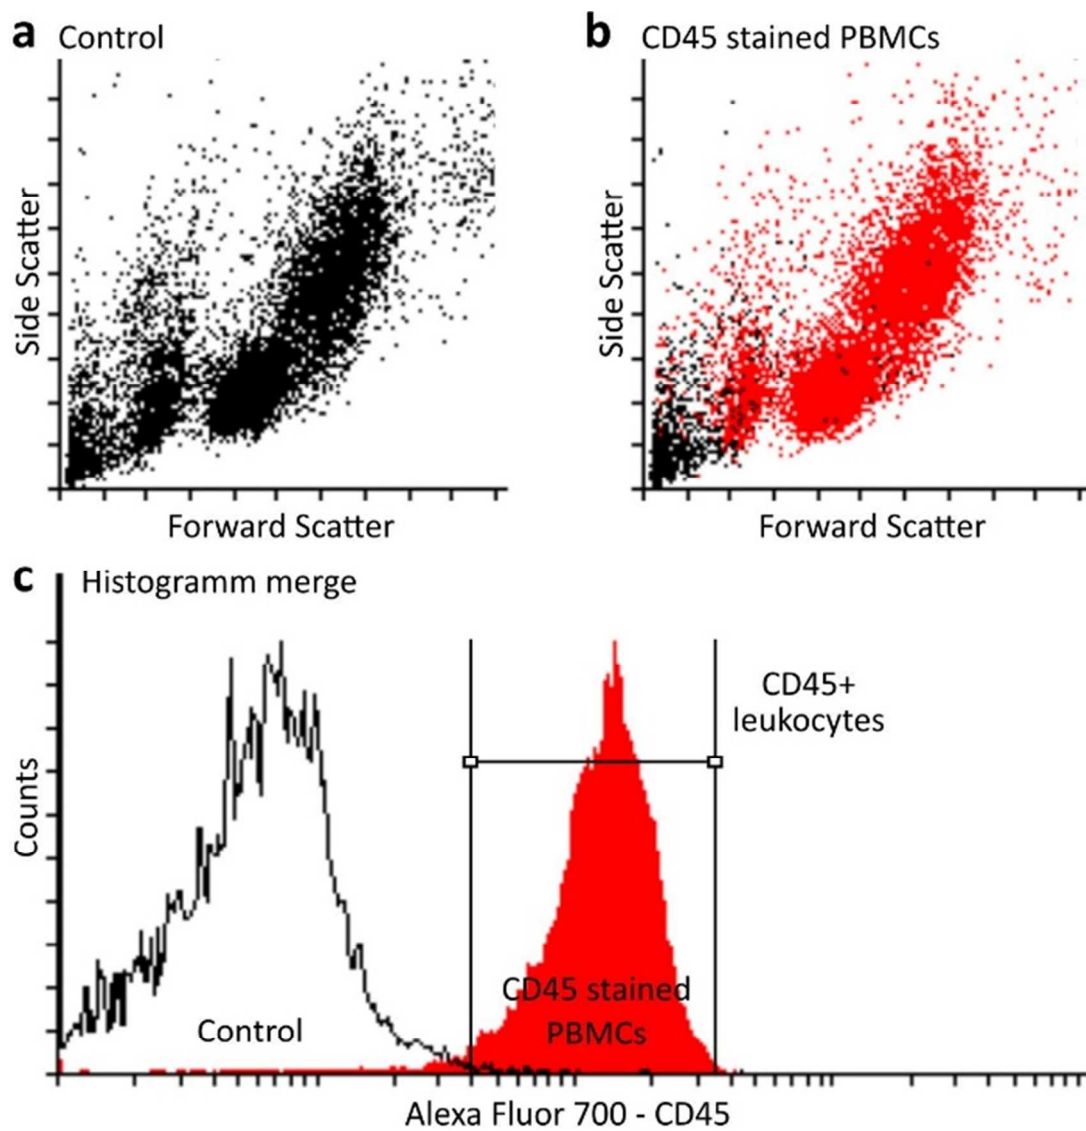 a Control
b CD45 stained PBMCs
Side Scatter
Side Scatter
Forward Scatter
Forward Scatter
c Histogramm merge
CD45+
leukocytes
Counts
CD45 stained
PBMCs
Control
Alexa Fluor 700 - CD45